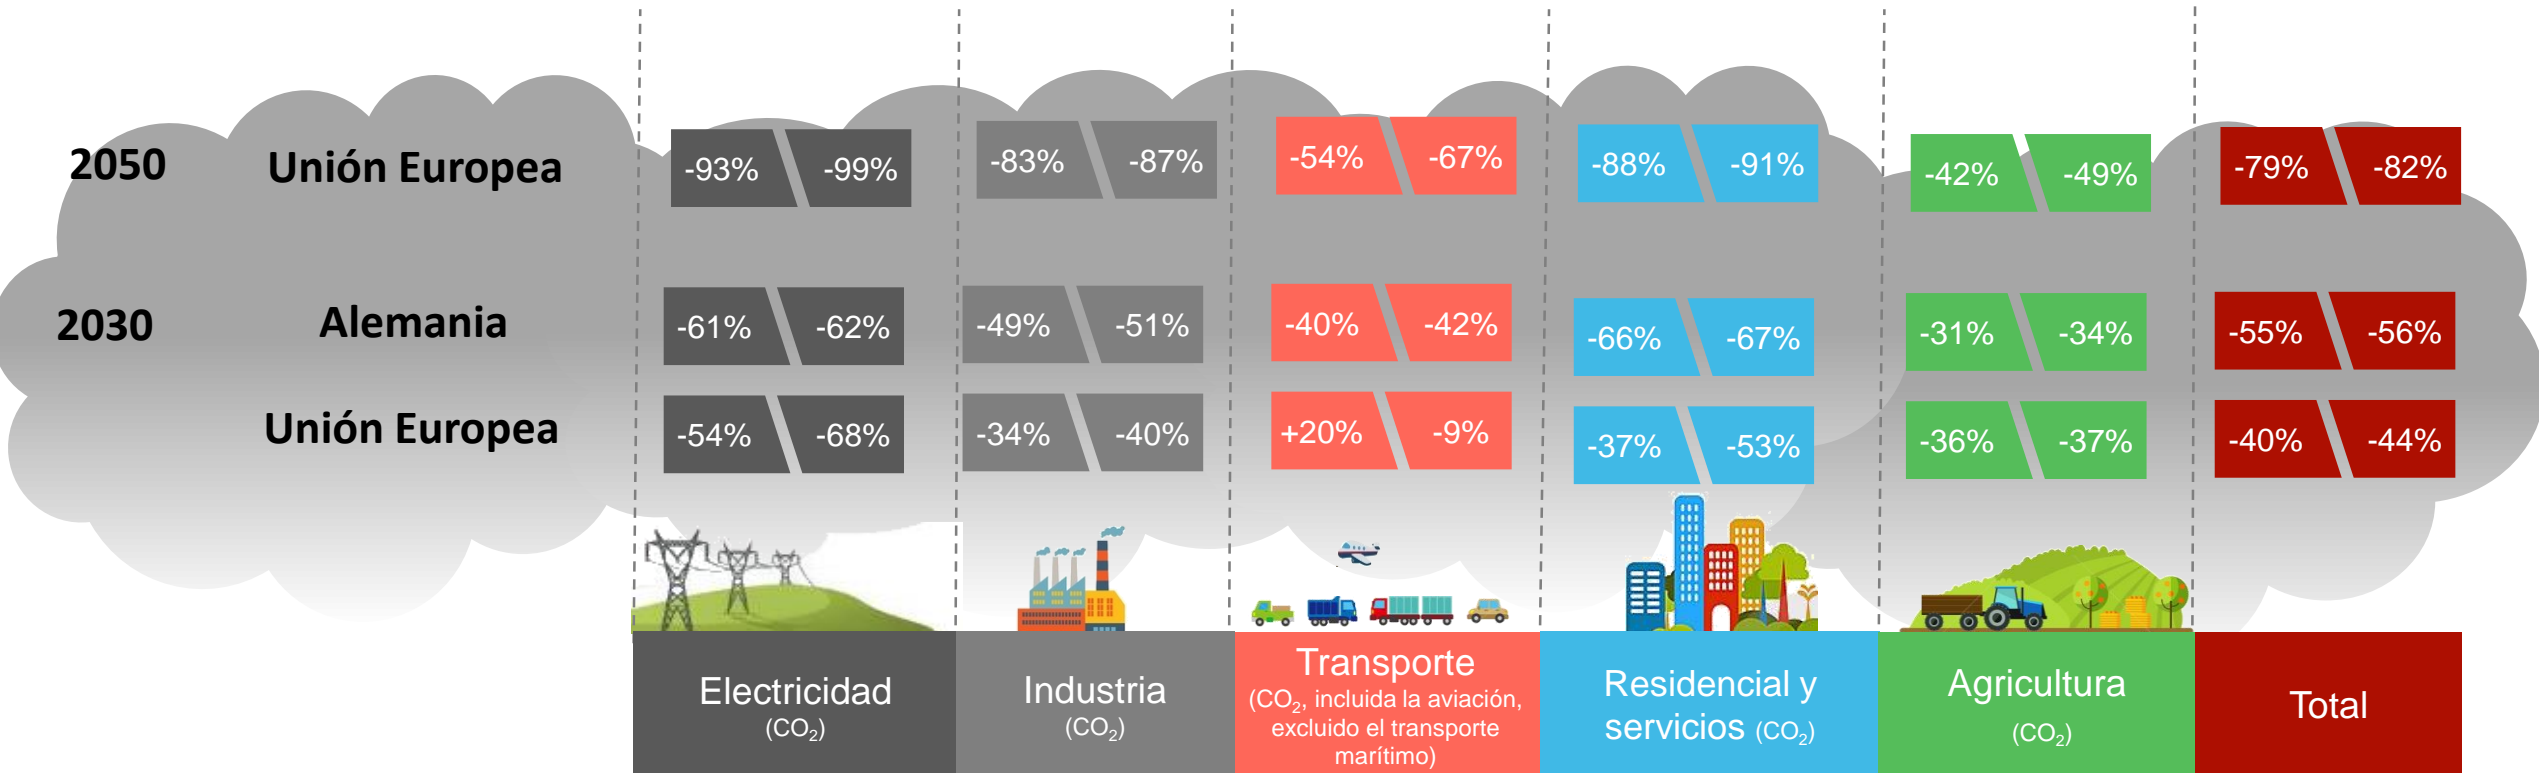 2050 Unión Europea -93% -99% -83% -87% -54% -67% -88% -91% -42% -49% -79% -82%
2030 Alemania -61% -62% -49% -51% -40% -42% -66% -67% -31% -34% -55% -56%
Unión Europea -54% -68% -34% -40% +20% -9% -37% -53% -36% -37% -40% -44%
Electricidad
(CO₂)
Industria
(CO₂)
Transporte
(CO₂, incluida la aviación,
excluido el transporte
marítimo)
Residencial y
servicios (CO₂)
Agricultura
(CO₂)
Total